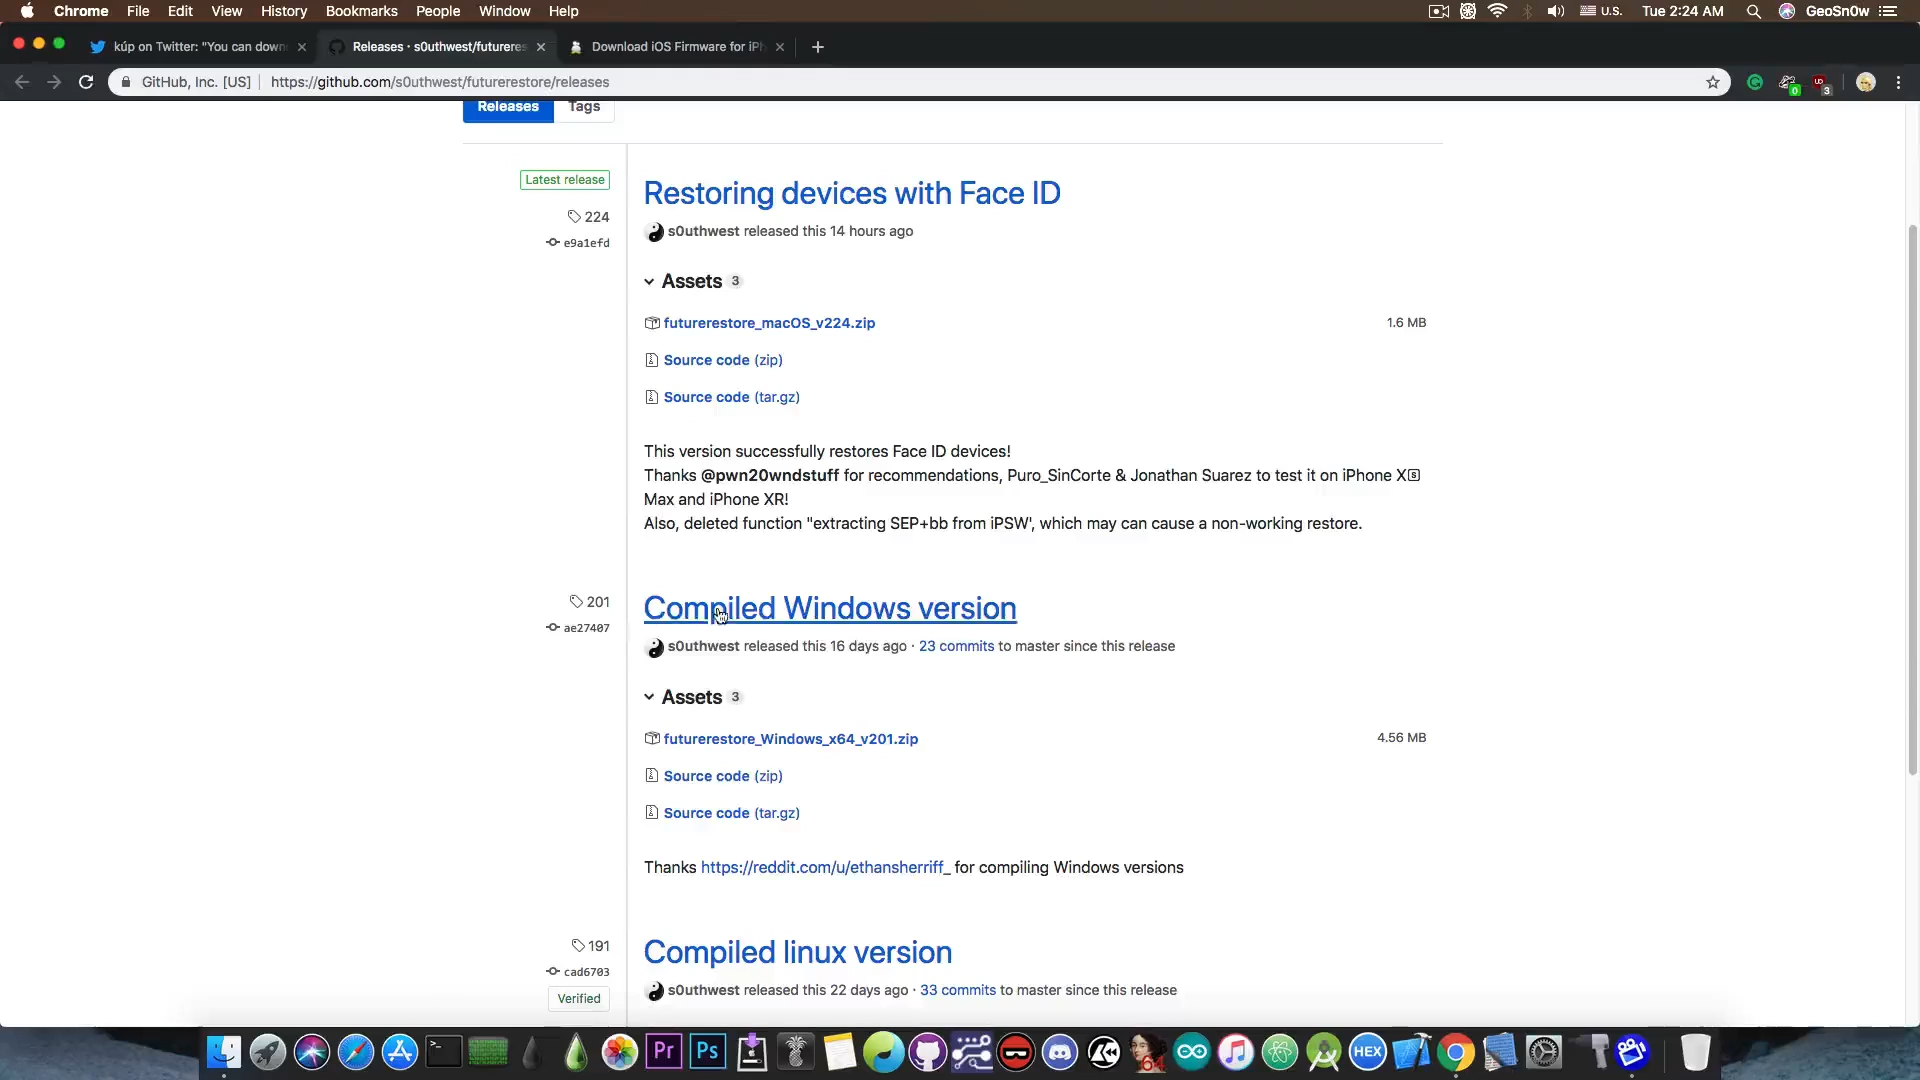 Chrome File Edit View History Bookmarks People Window Help
U.S. Tue 2:24 AM GeoSn0w
kúp on Twitter: "You can down
Releases · s0uthwest/futureres
Download iOS Firmware for iPh
GitHub, Inc. [US] https://github.com/s0uthwest/futurerestore/releases
0
3
Releases Tags
Latest release
224
e9a1efd
Restoring devices with Face ID
s0uthwest released this 14 hours ago
Assets 3
futurerestore_macOS_v224.zip 1.6 MB
Source code (zip)
Source code (tar.gz)
This version successfully restores Face ID devices!
Thanks @pwn20wndstuff for recommendations, Puro_SinCorte & Jonathan Suarez to test it on iPhone X🅂
Max and iPhone XR!
Also, deleted function "extracting SEP+bb from iPSW', which may can cause a non-working restore.
201
ae27407
Compiled Windows version
s0uthwest released this 16 days ago · 23 commits to master since this release
Assets 3
futurerestore_Windows_x64_v201.zip 4.56 MB
Source code (zip)
Source code (tar.gz)
Thanks https://reddit.com/u/ethansherriff_ for compiling Windows versions
191
cad6703
Verified
Compiled linux version
s0uthwest released this 22 days ago · 33 commits to master since this release
Pr Ps 64 HEX